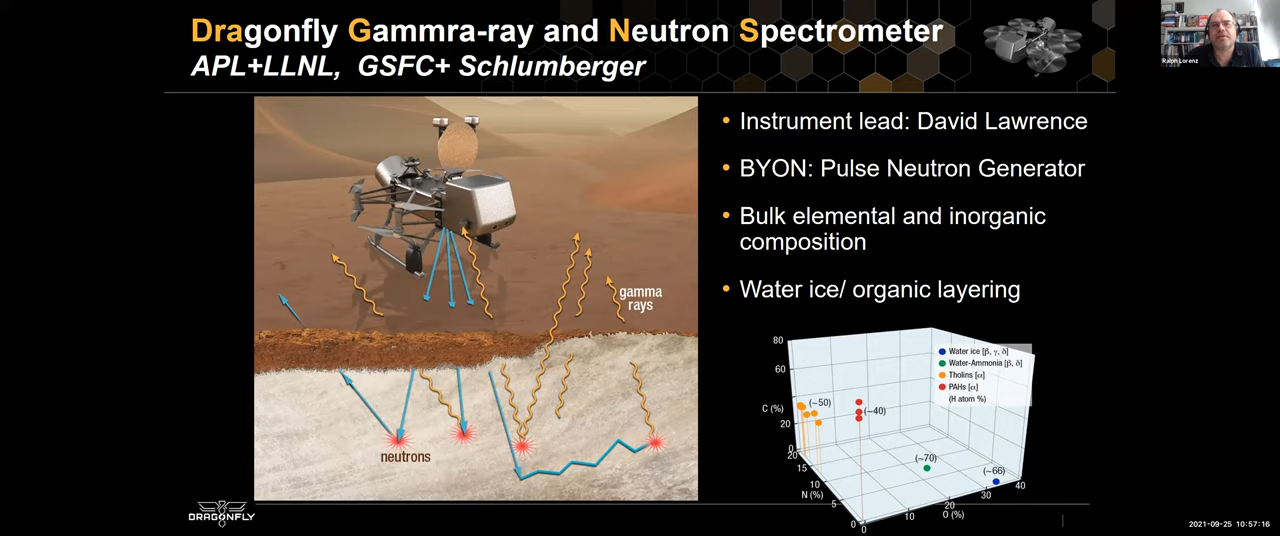 Dragonfly Gammra-ray and Neutron Spectrometer
APL+LLNL, GSFC+ Schlumberger
Ralph Lorenz
• Instrument lead: David Lawrence
• BYON: Pulse Neutron Generator
• Bulk elemental and inorganic
composition
• Water ice/ organic layering
gamma
rays
neutrons
80
60
C (%)
20
0
20
15
N (%)
10
5
0
0
10
20
O (%)
30
40
Water ice [β, γ, δ]
Water-Ammonia [β, δ]
Tholins [α]
PAHs [α]
(H atom %)
(~50)
(~40)
(~70)
(~66)
DRAGONFLY
2021-09-25 10:57:16